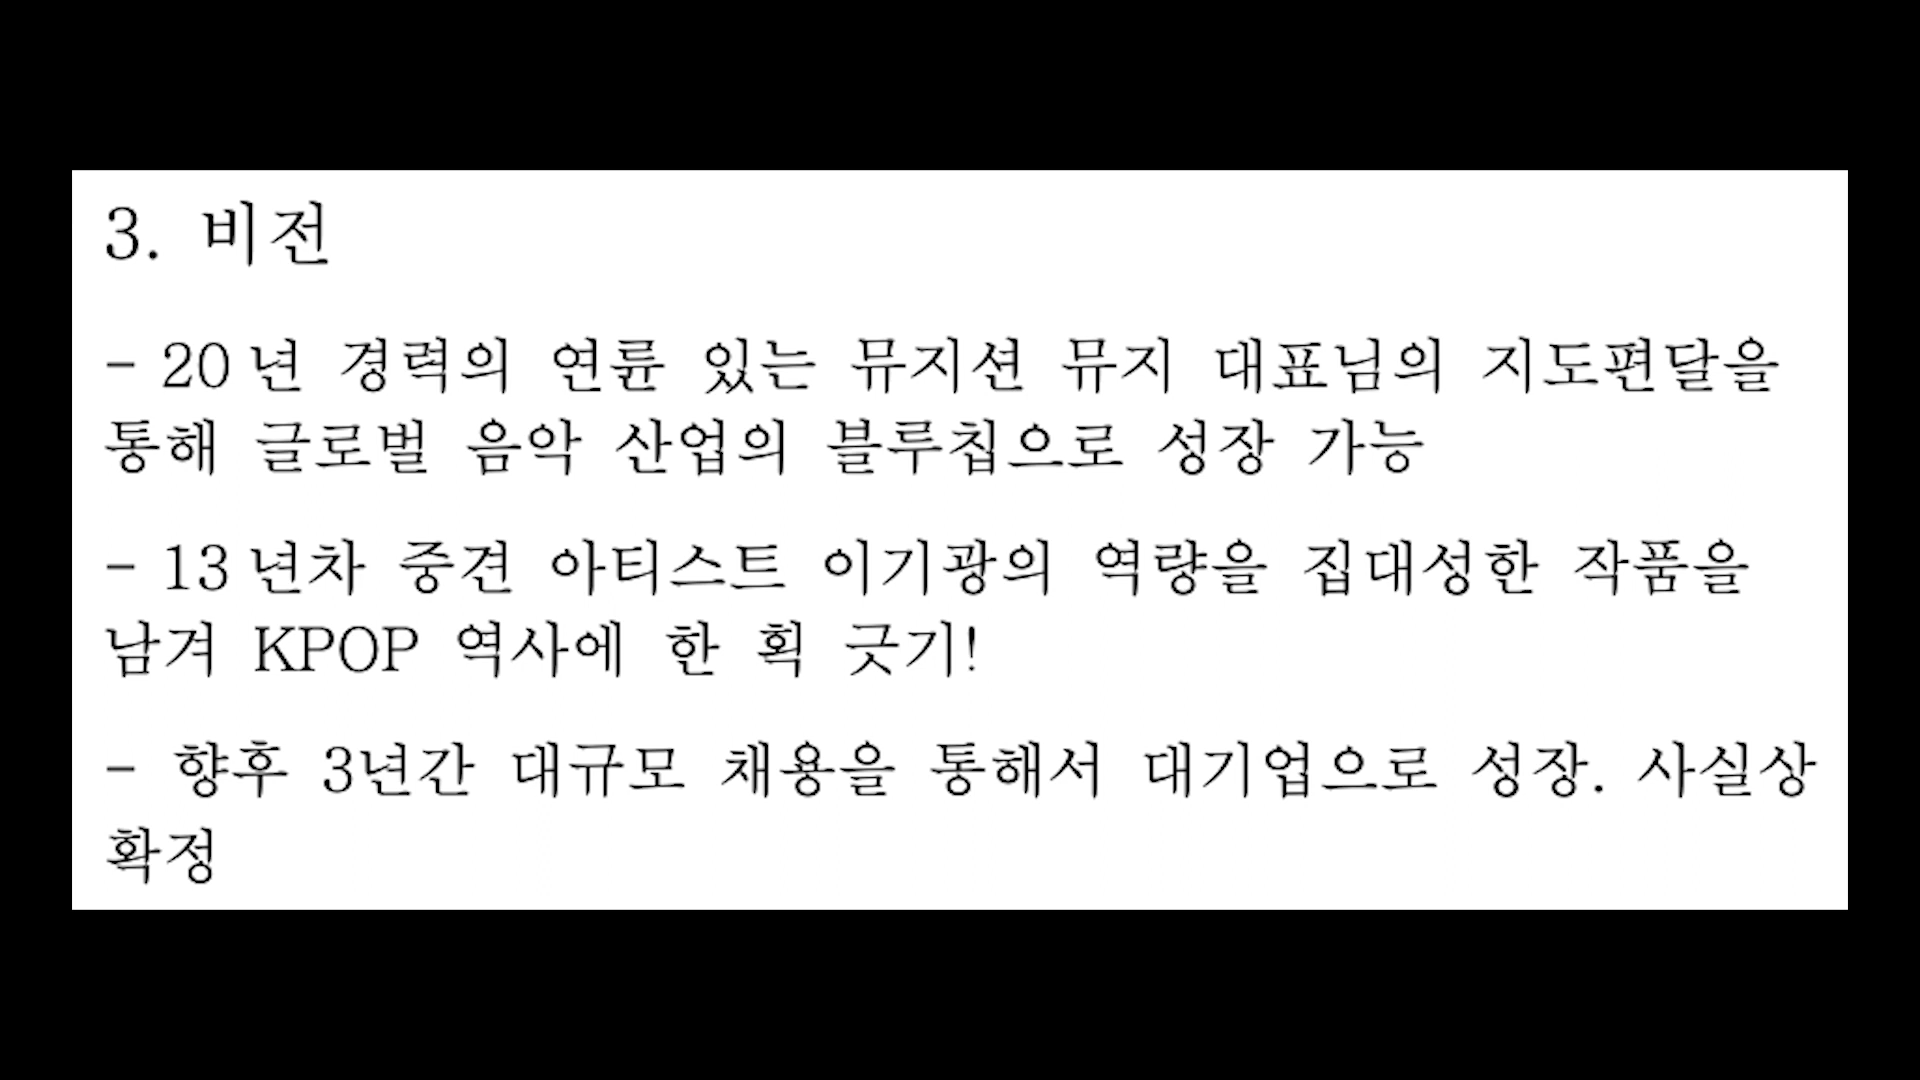 3. 비전
- 20년 경력의 연륜 있는 뮤지션 뮤지 대표님의 지도편달을
통해 글로벌 음악 산업의 블루칩으로 성장 가능
- 13년차 중견 아티스트 이기광의 역량을 집대성한 작품을
남겨 KPOP 역사에 한 획 긋기!
- 향후 3년간 대규모 채용을 통해서 대기업으로 성장. 사실상
확정